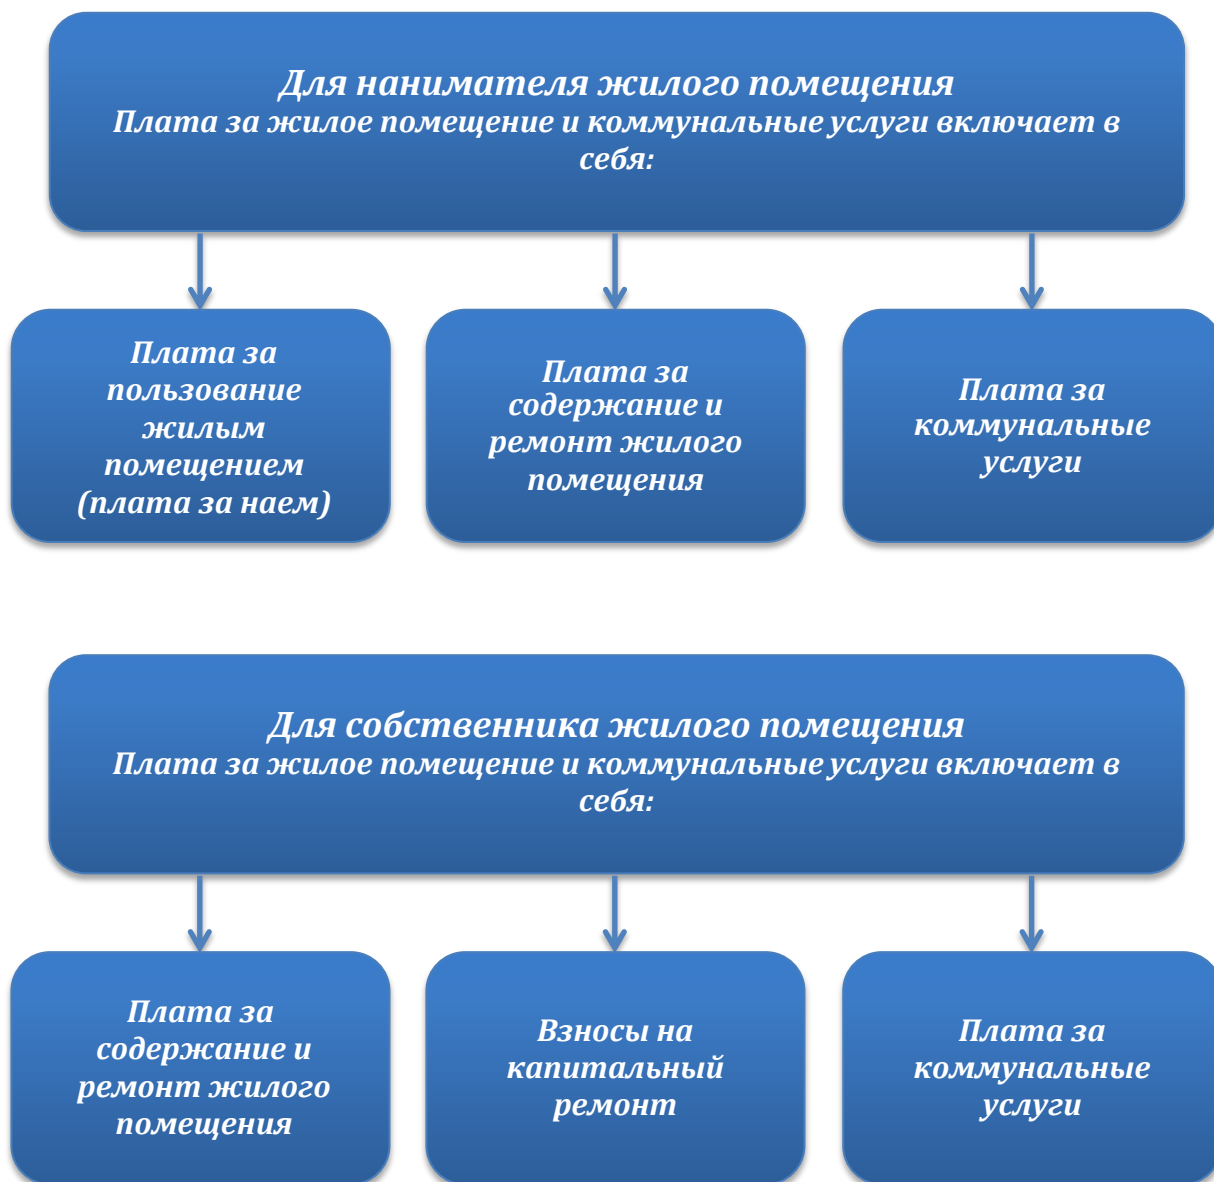 Для нанимателя жилого помещения
Плата за жилое помещение и коммунальные услуги включает в
себя:
Плата за
пользование
жилым
помещением
(плата за наем)
Плата за
содержание и
ремонт жилого
помещения
Плата за
коммунальные
услуги
Для собственника жилого помещения
Плата за жилое помещение и коммунальные услуги включает в
себя:
Плата за
содержание и
ремонт жилого
помещения
Взносы на
капитальный
ремонт
Плата за
коммунальные
услуги